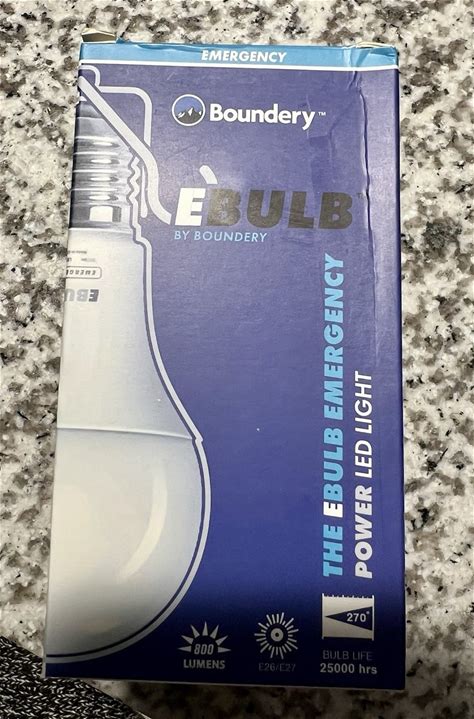 EMERGENCY
Boundery™
EBULB
BY BOUNDERY
EBU
THE EBULB EMERGENCY
POWER LED LIGHT
800
LUMENS
E26/E27
270°
BULB LIFE
25000 hrs